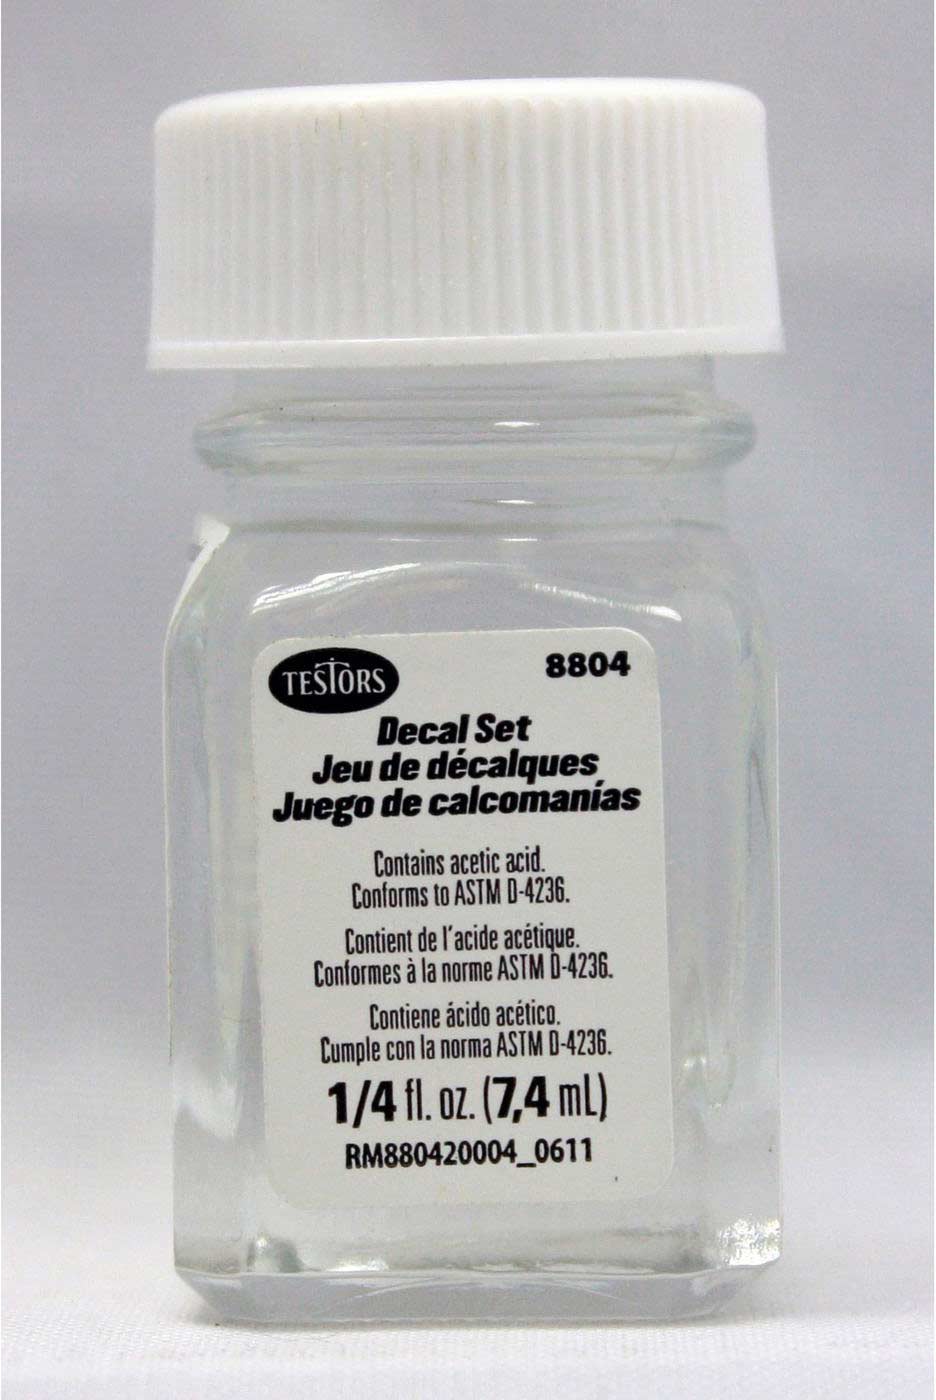 TESTORS 8804
Decal Set
Jeu de décalques
Juego de calcomanías
Contains acetic acid.
Conforms to ASTM D-4236.
Contient de l'acide acétique.
Conformes à la norme ASTM D-4236.
Contiene ácido acético.
Cumple con la norma ASTM D-4236.
1/4 fl. oz. (7,4 mL)
RM880420004_0611